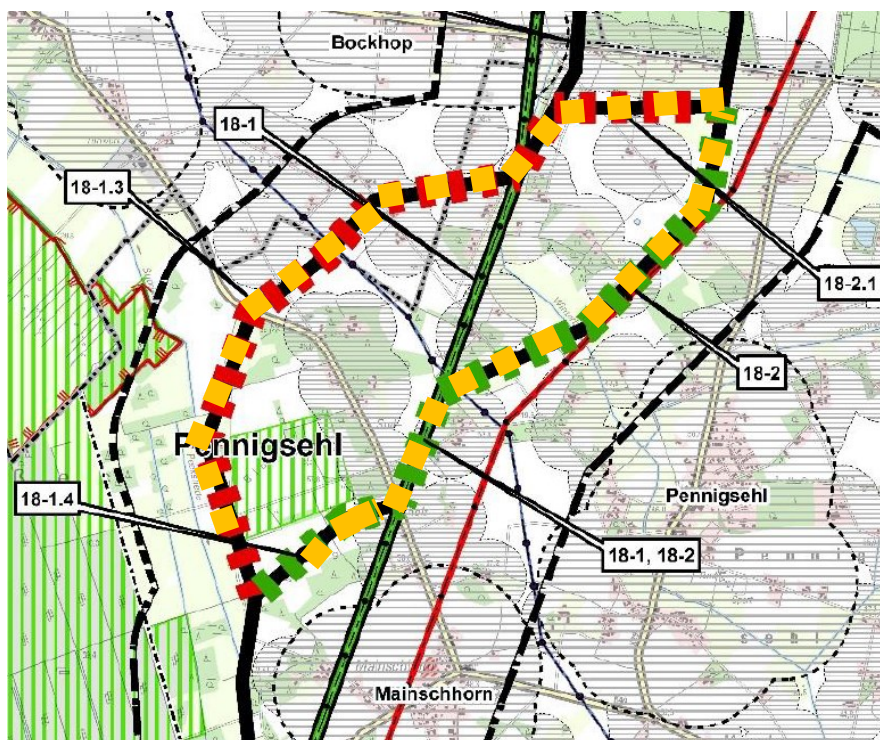 Bockhop
18-1
18-1.3
18-2.1
18-2
Pennigsehl
18-1.4
Pennigsehl
18-1, 18-2
P e n n i g
s e h l
Mainschhorn